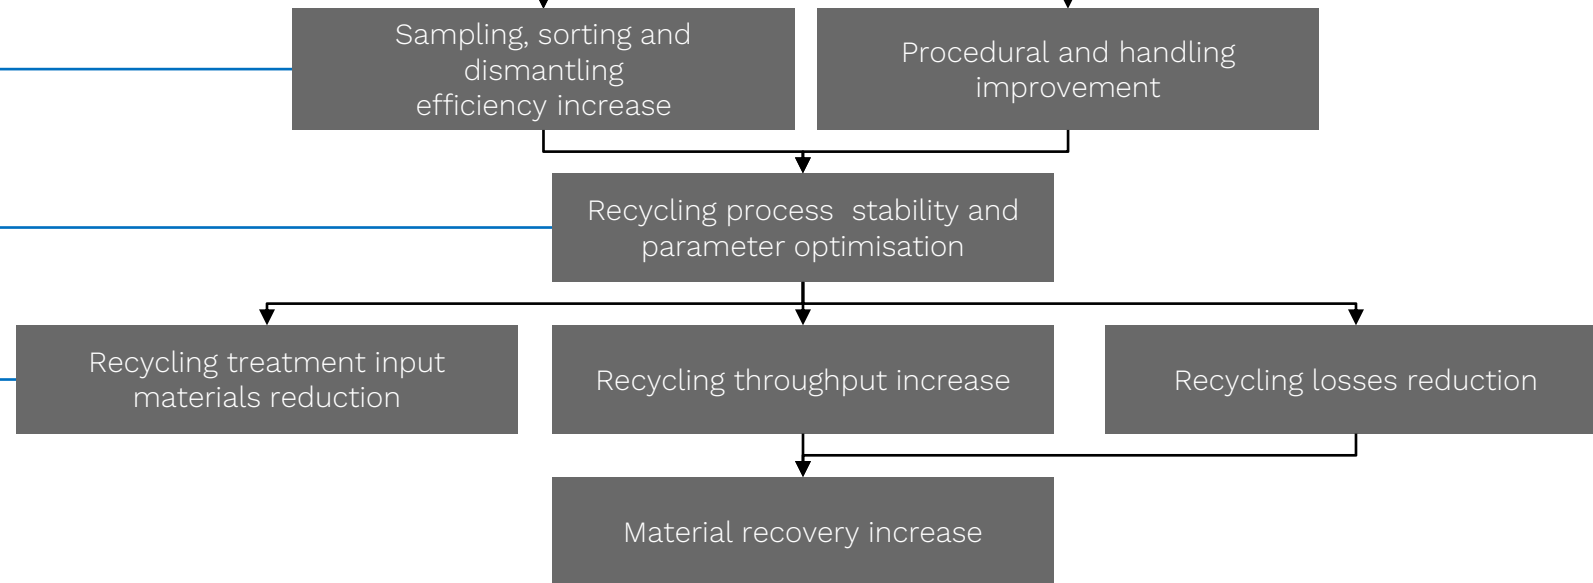 Sampling, sorting and
dismantling
efficiency increase
Procedural and handling
improvement
Recycling process  stability and
parameter optimisation
Recycling treatment input
materials reduction
Recycling throughput increase
Recycling losses reduction
Material recovery increase